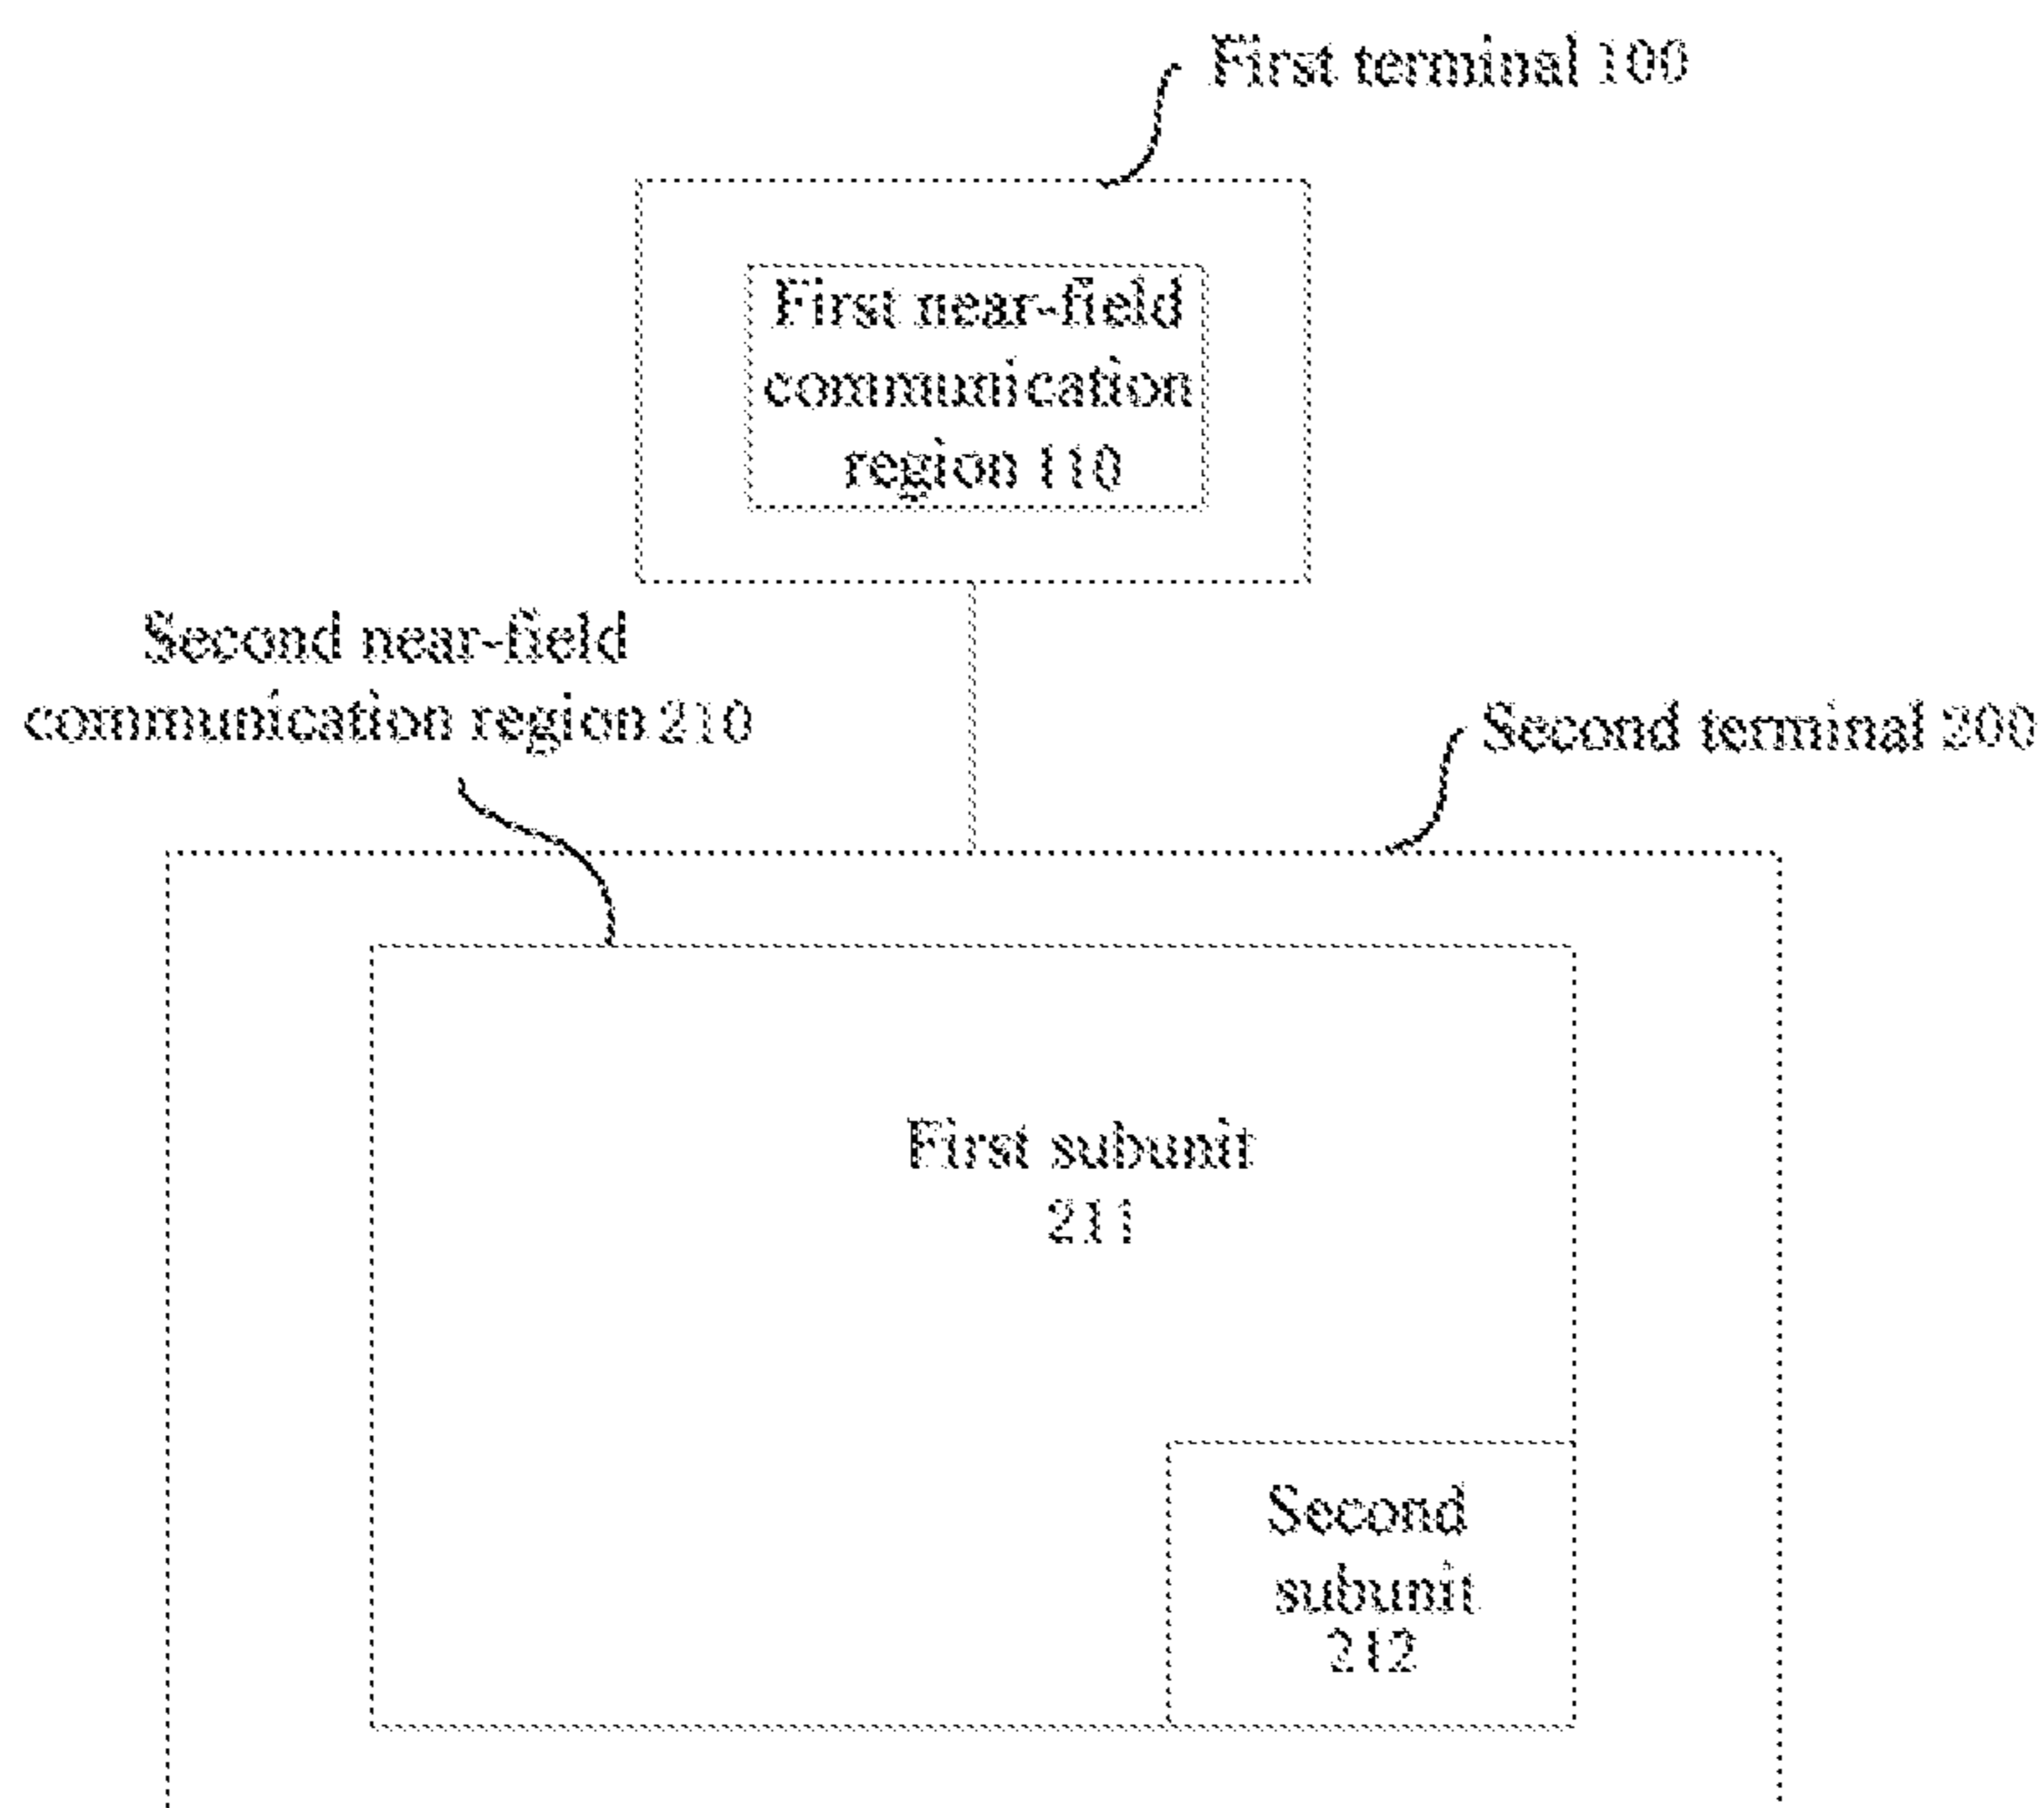 First terminal 100
First near-field
communication
region 110
Second near-field
communication region 210
Second terminal 200
First subunit
211
Second
subunit
212